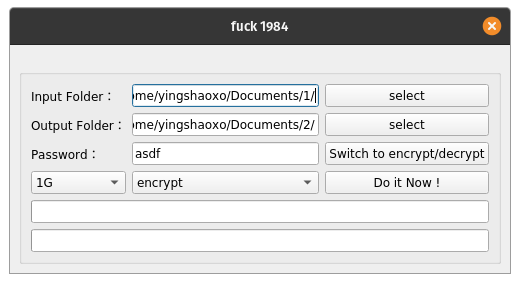 fuck 1984
Input Folder： ome/yingshaoxo/Documents/1/ select
Output Folder： ome/yingshaoxo/Documents/2/ select
Password： asdf Switch to encrypt/decrypt
1G encrypt Do it Now !